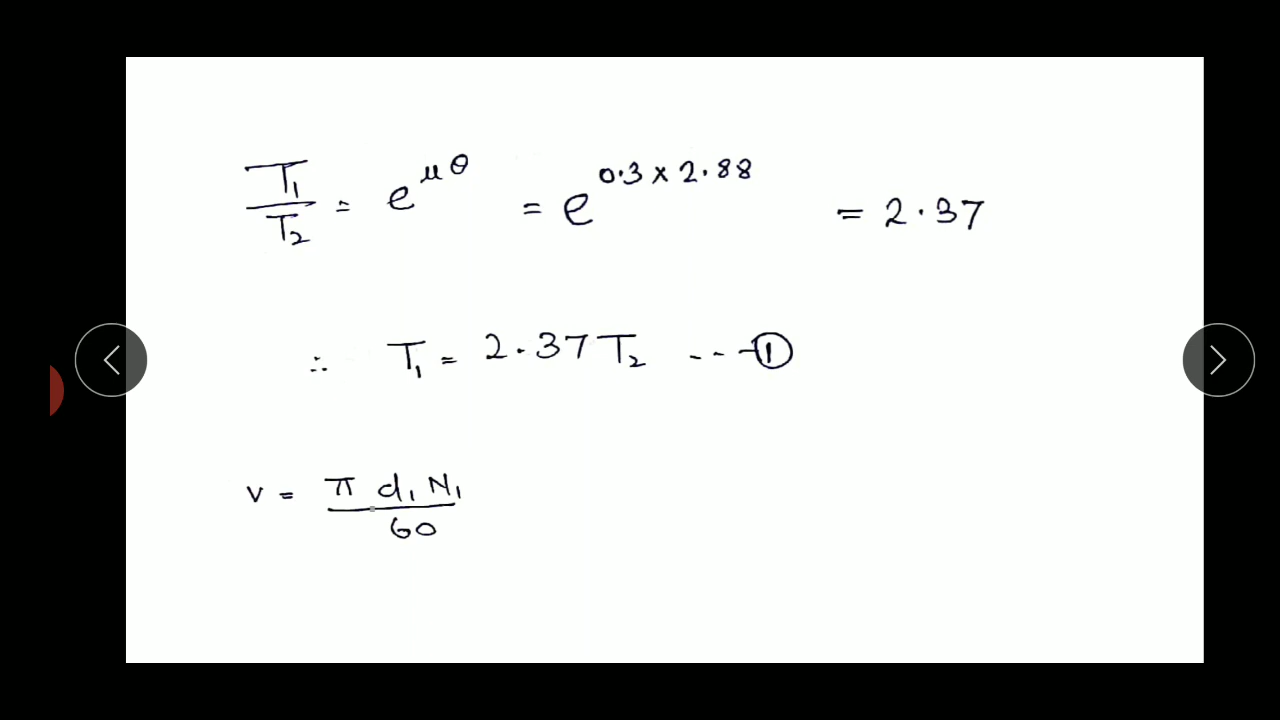 T₁/T₂ = e^μθ = e^0.3 × 2.88 = 2.37
∴ T₁ = 2.37 T₂ --- ①
v = π d₁ N₁ / 60